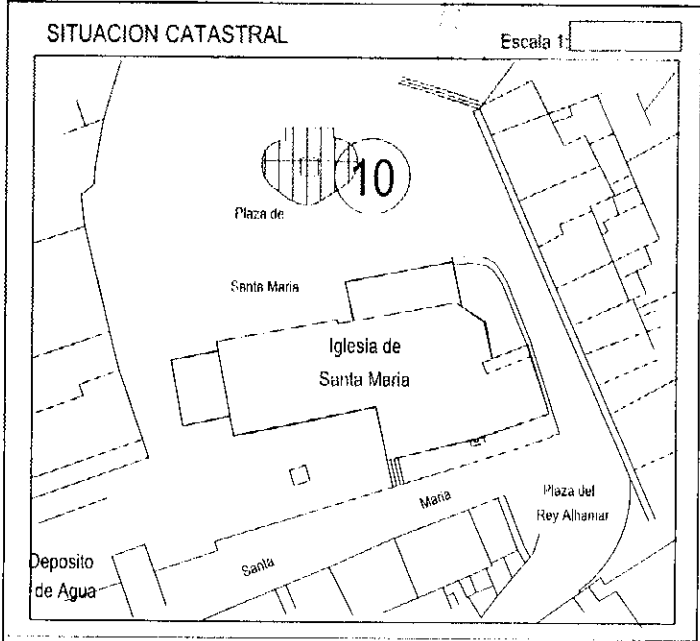 SITUACION CATASTRAL
Escala 1:
10
Plaza de
Santa Maria
Iglesia de
Santa Maria
Plaza del
Rey Alhamar
Maria
Santa
Deposito
de Agua